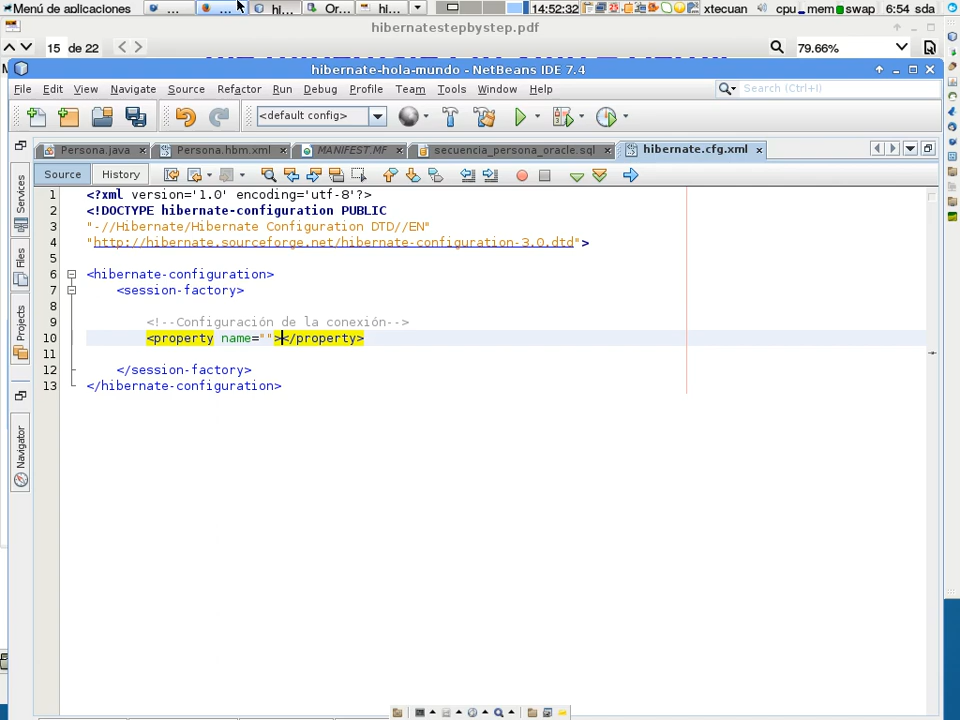 Menú de aplicaciones ... ... hi... Or... hi... 14:52:32 xtecuan cpu mem swap 6:54 sda
hibernatestepbystep.pdf
15 de 22 79.66%
hibernate-hola-mundo - NetBeans IDE 7.4
File Edit View Navigate Source Refactor Run Debug Profile Team Tools Window Help Search (Ctrl+I)
<default config>
Persona.java Persona.hbm.xml MANIFEST.MF secuencia_persona_oracle.sql hibernate.cfg.xml
Source History
Services
Files
Projects
Navigator
1 <?xml version='1.0' encoding='utf-8'?>
2 <!DOCTYPE hibernate-configuration PUBLIC
3 "-//Hibernate/Hibernate Configuration DTD//EN"
4 "http://hibernate.sourceforge.net/hibernate-configuration-3.0.dtd">
5
6 <hibernate-configuration>
7 <session-factory>
8
9 <!--Configuración de la conexión-->
10 <property name=""></property>
11
12 </session-factory>
13 </hibernate-configuration>